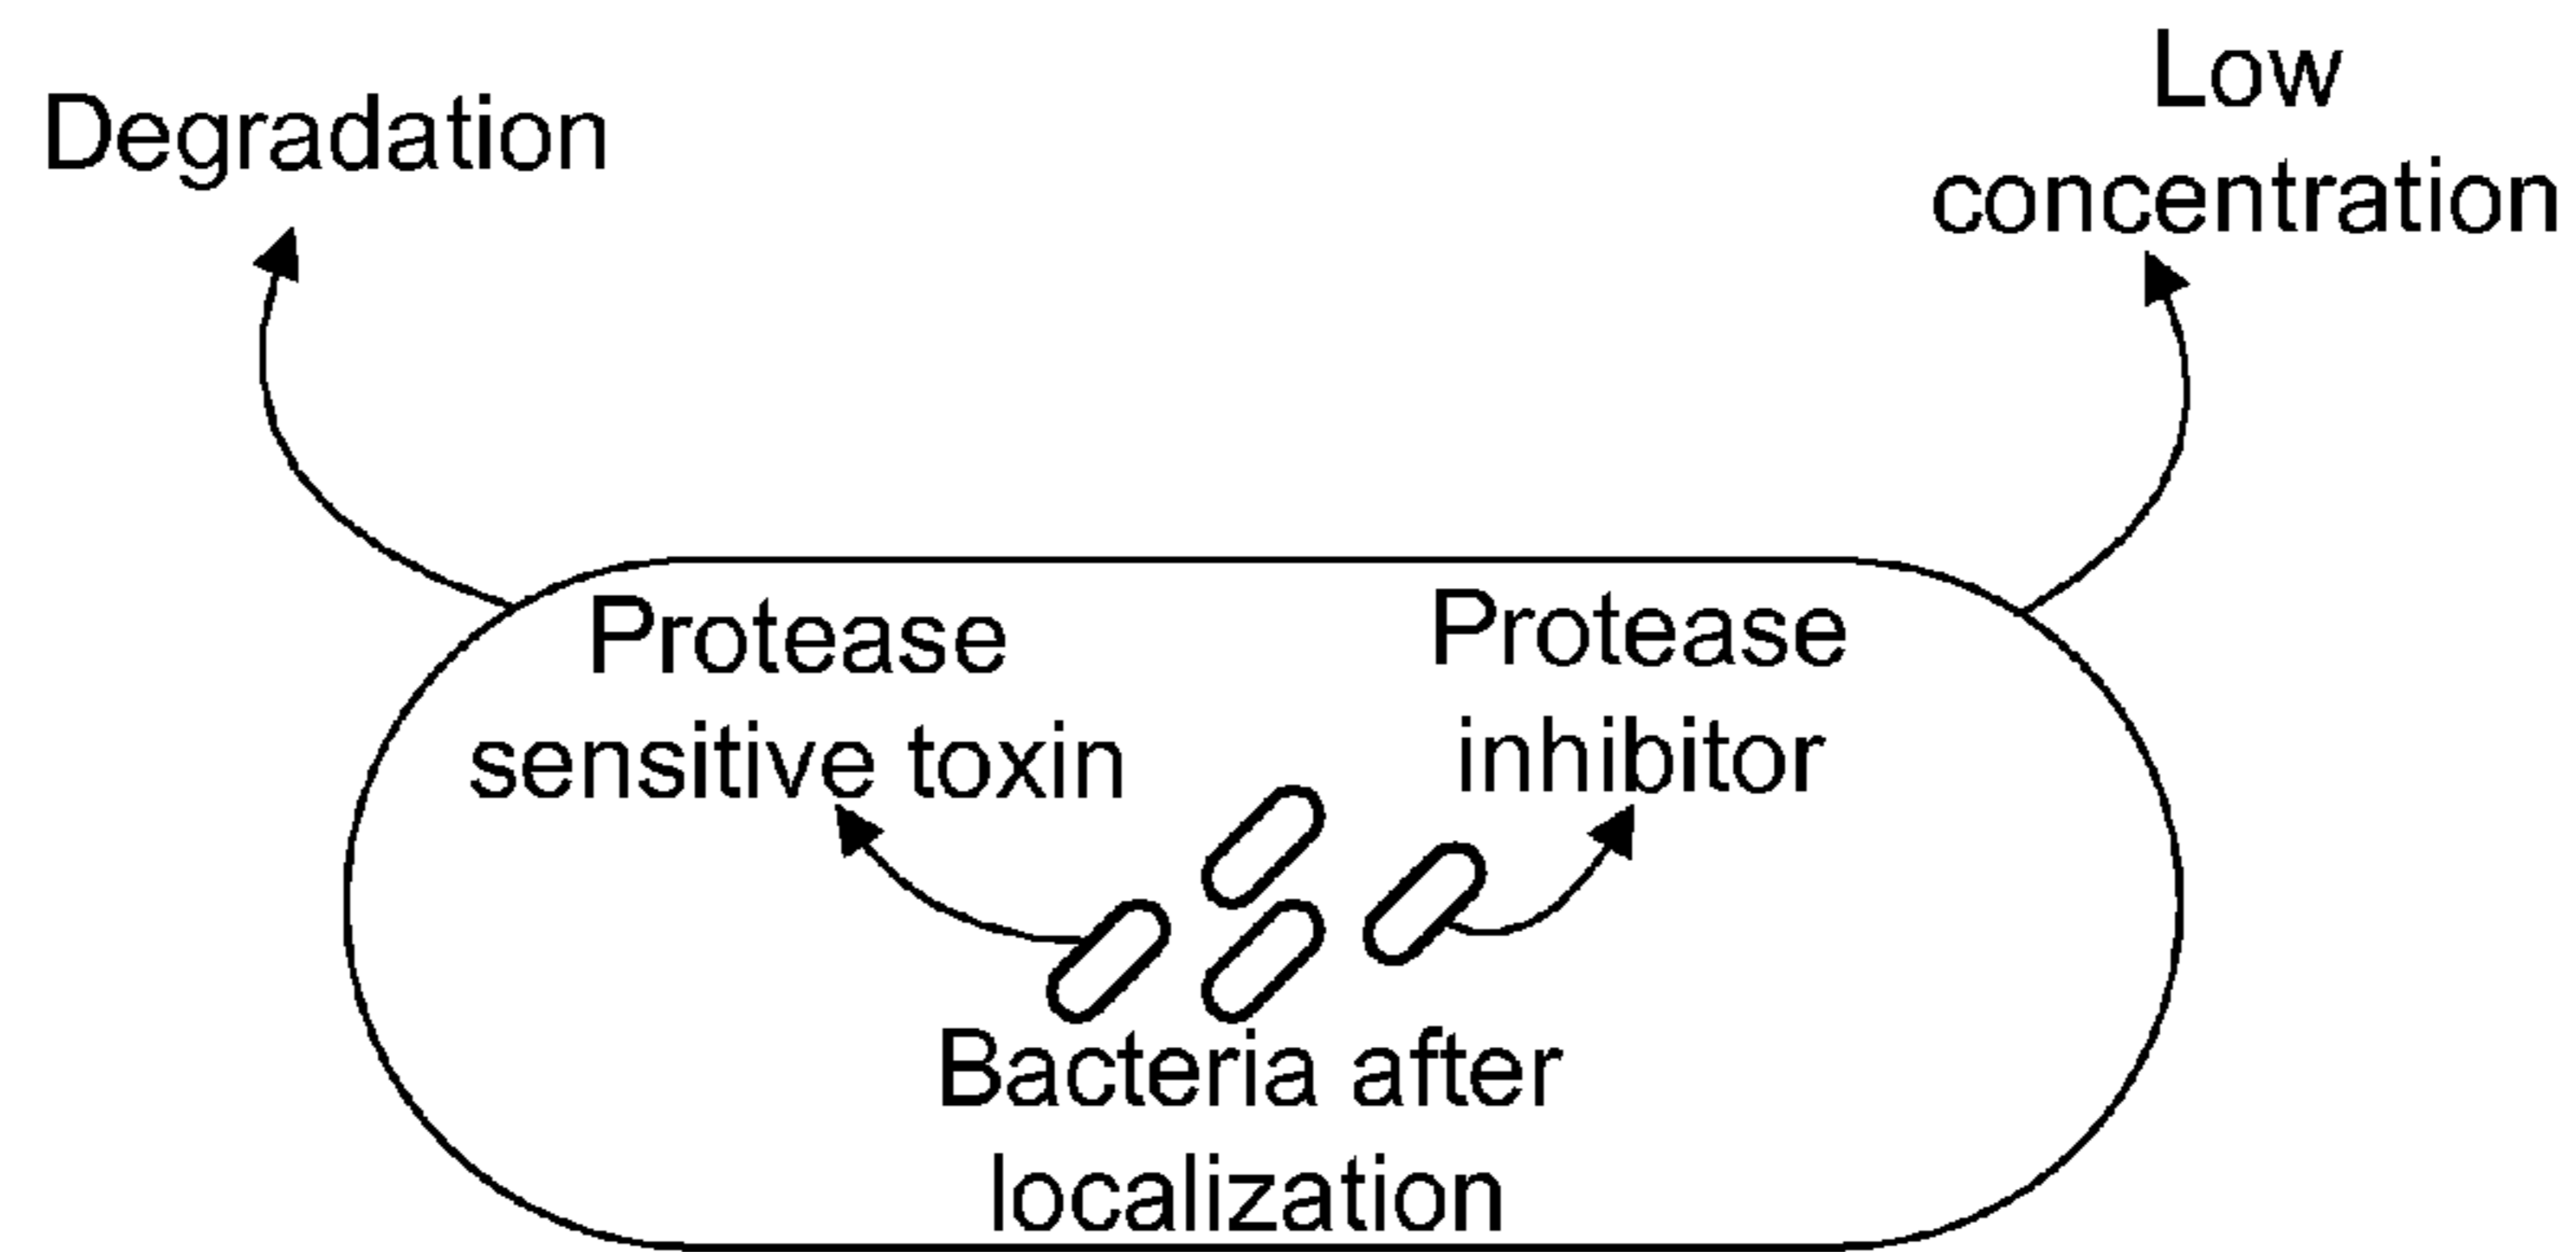 Degradation
Low
concentration
Protease
sensitive toxin
Protease
inhibitor
Bacteria after
localization